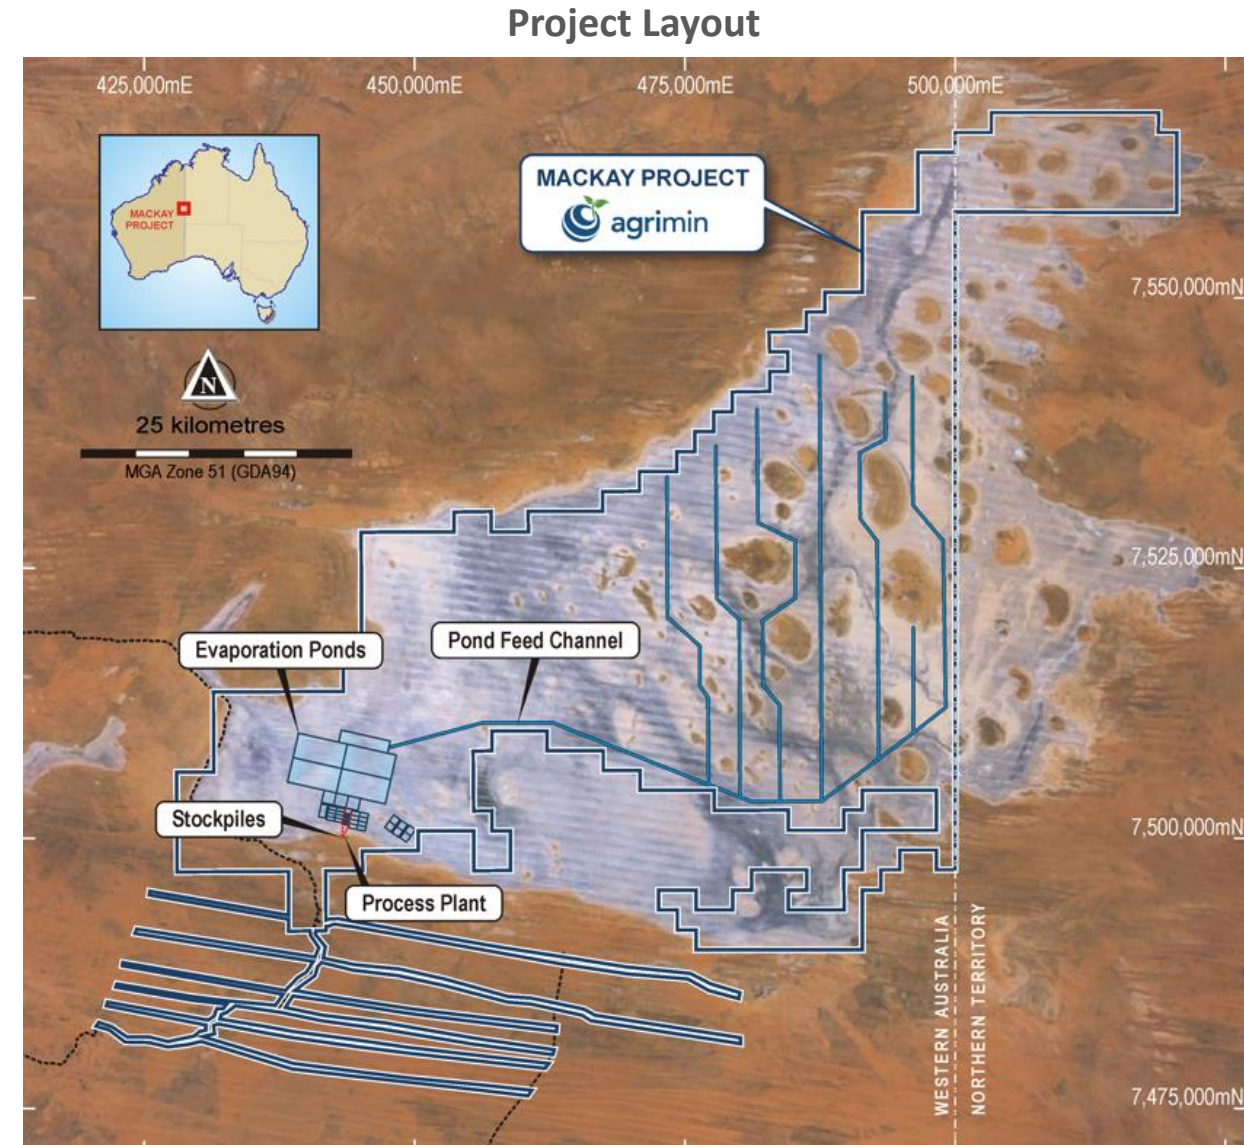 Project Layout
425,000mE
450,000mE
475,000mE
500,000mE
MACKAY
PROJECT
MACKAY PROJECT
agrimin
7,550,000mN
N
25 kilometres
MGA Zone 51 (GDA94)
7,525,000mN
Evaporation Ponds
Pond Feed Channel
Stockpiles
7,500,000mN
Process Plant
WESTERN AUSTRALIA
NORTHERN TERRITORY
7,475,000mN